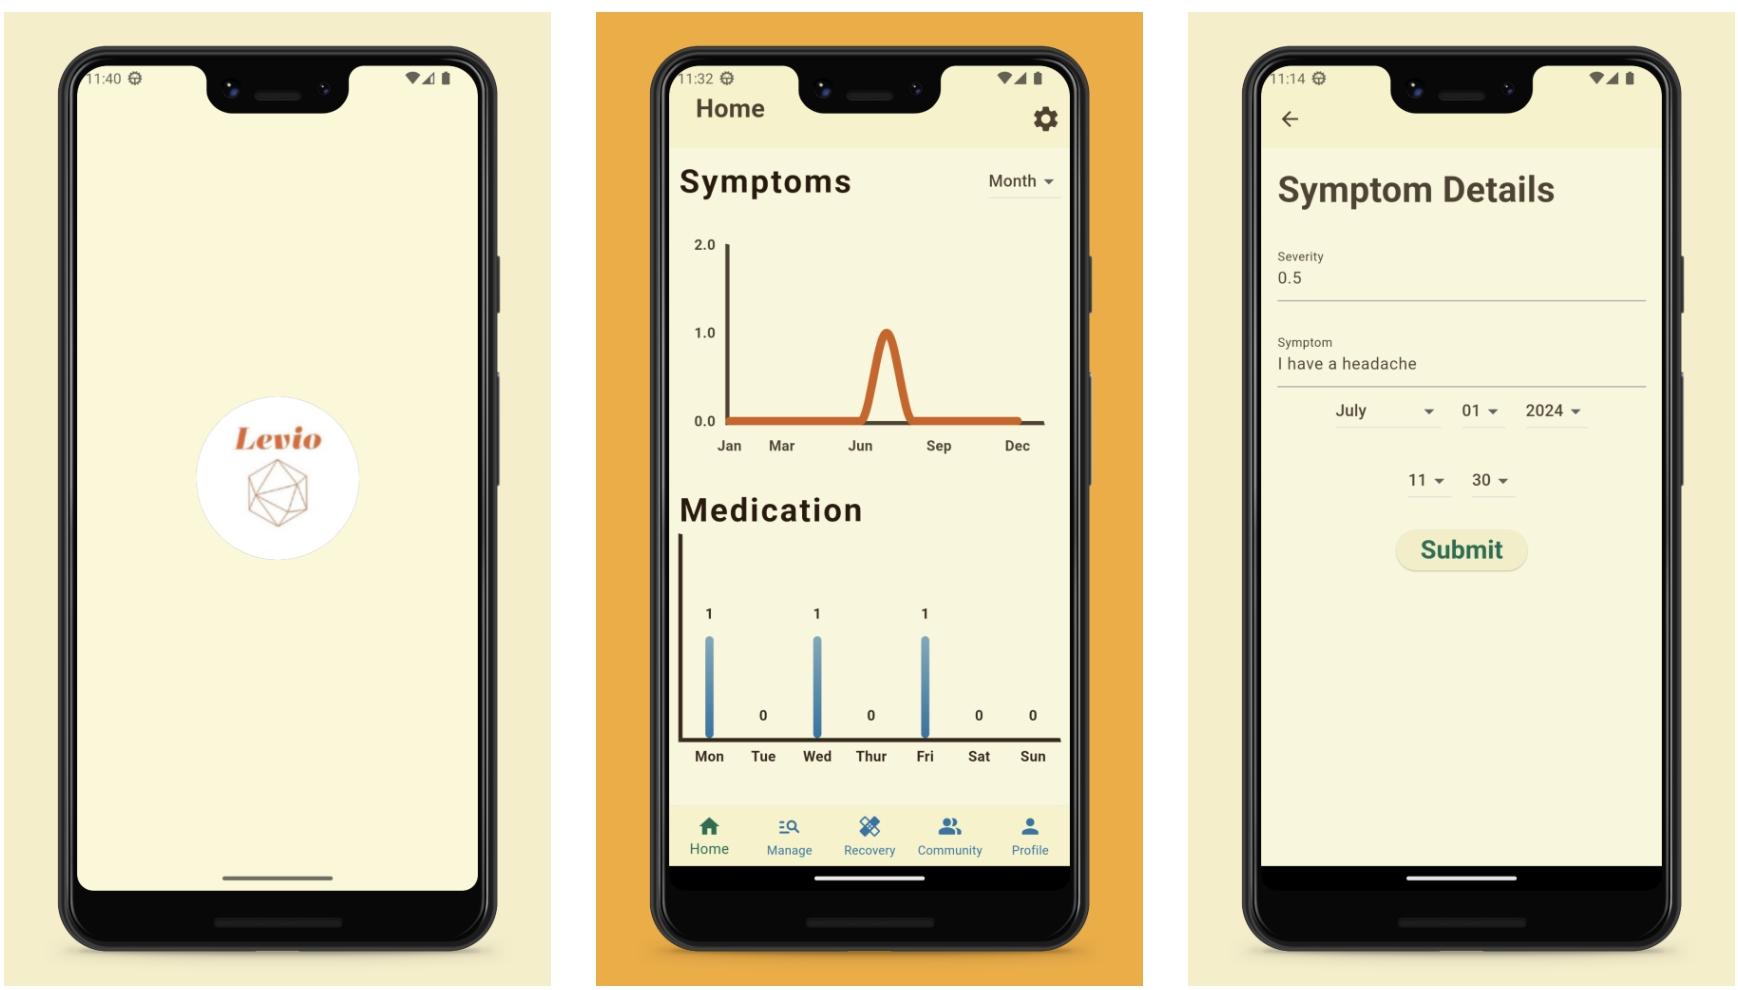 11:40
Levio
11:32
Home
Symptoms
Month
2.0
1.0
0.0
Jan Mar Jun Sep Dec
Medication
1 1 1
0 0 0 0
Mon Tue Wed Thur Fri Sat Sun
Home Manage Recovery Community Profile
11:14
Symptom Details
Severity
0.5
Symptom
I have a headache
July 01 2024
11 30
Submit